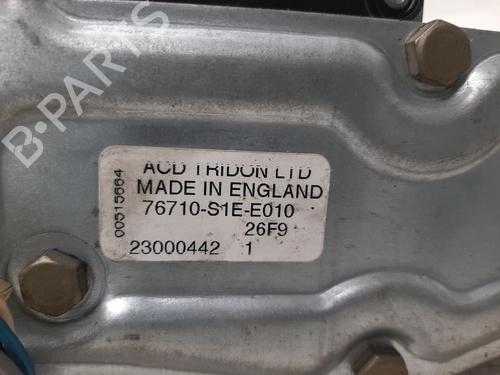 B-PARTS
00515664
ACD TRIDON LTD
MADE IN ENGLAND
76710-S1E-E010
26F9
23000442 1